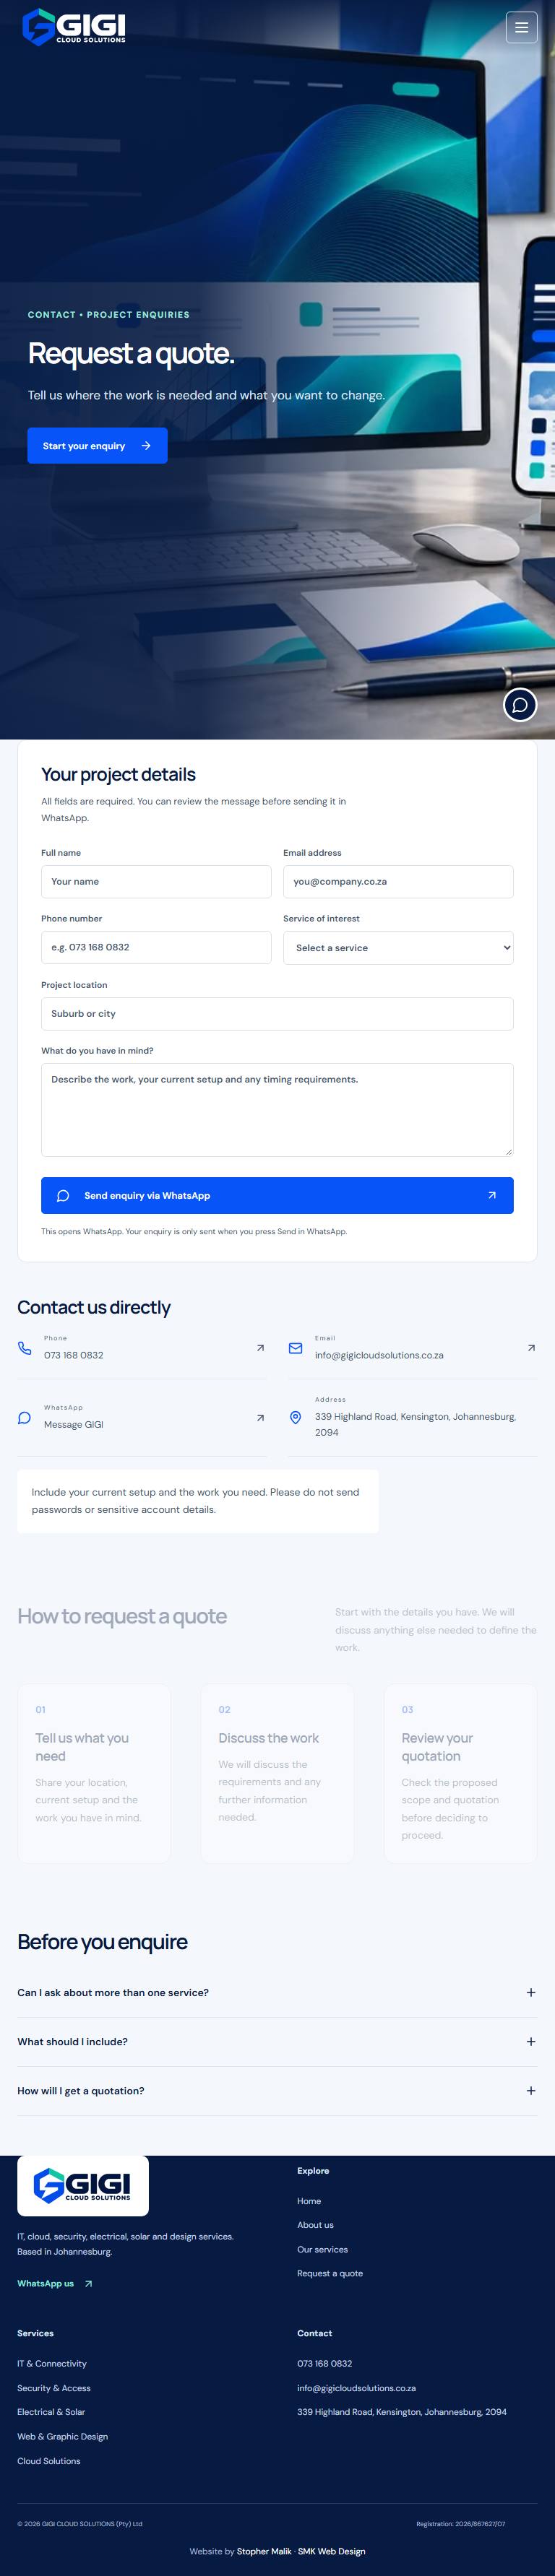 GIGI
CLOUD SOLUTIONS
CONTACT • PROJECT ENQUIRIES
Request a quote.
Tell us where the work is needed and what you want to change.
Start your enquiry
Your project details
All fields are required. You can review the message before sending it in
WhatsApp.
Full name
Email address
Your name
you@company.co.za
Phone number
Service of interest
e.g. 073 168 0832
Select a service
Project location
Suburb or city
What do you have in mind?
Describe the work, your current setup and any timing requirements.
Send enquiry via WhatsApp
This opens WhatsApp. Your enquiry is only sent when you press Send in WhatsApp.
Contact us directly
Phone
073 168 0832
Email
info@gigicloudsolutions.co.za
WhatsApp
Message GIGI
Address
339 Highland Road, Kensington, Johannesburg,
2094
Include your current setup and the work you need. Please do not send
passwords or sensitive account details.
How to request a quote
Start with the details you have. We will
discuss anything else needed to define the
work.
01
Tell us what you
need
Share your location,
current setup and the
work you have in mind.
02
Discuss the work
We will discuss the
requirements and any
further information
needed.
03
Review your
quotation
Check the proposed
scope and quotation
before deciding to
proceed.
Before you enquire
Can I ask about more than one service?
What should I include?
How will I get a quotation?
GIGI
CLOUD SOLUTIONS
IT, cloud, security, electrical, solar and design services.
Based in Johannesburg.
WhatsApp us
Explore
Home
About us
Our services
Request a quote
Services
IT & Connectivity
Security & Access
Electrical & Solar
Web & Graphic Design
Cloud Solutions
Contact
073 168 0832
info@gigicloudsolutions.co.za
339 Highland Road, Kensington, Johannesburg, 2094
© 2026 GIGI CLOUD SOLUTIONS (Pty) Ltd
Registration: 2026/867627/07
Website by Stopher Malik · SMK Web Design